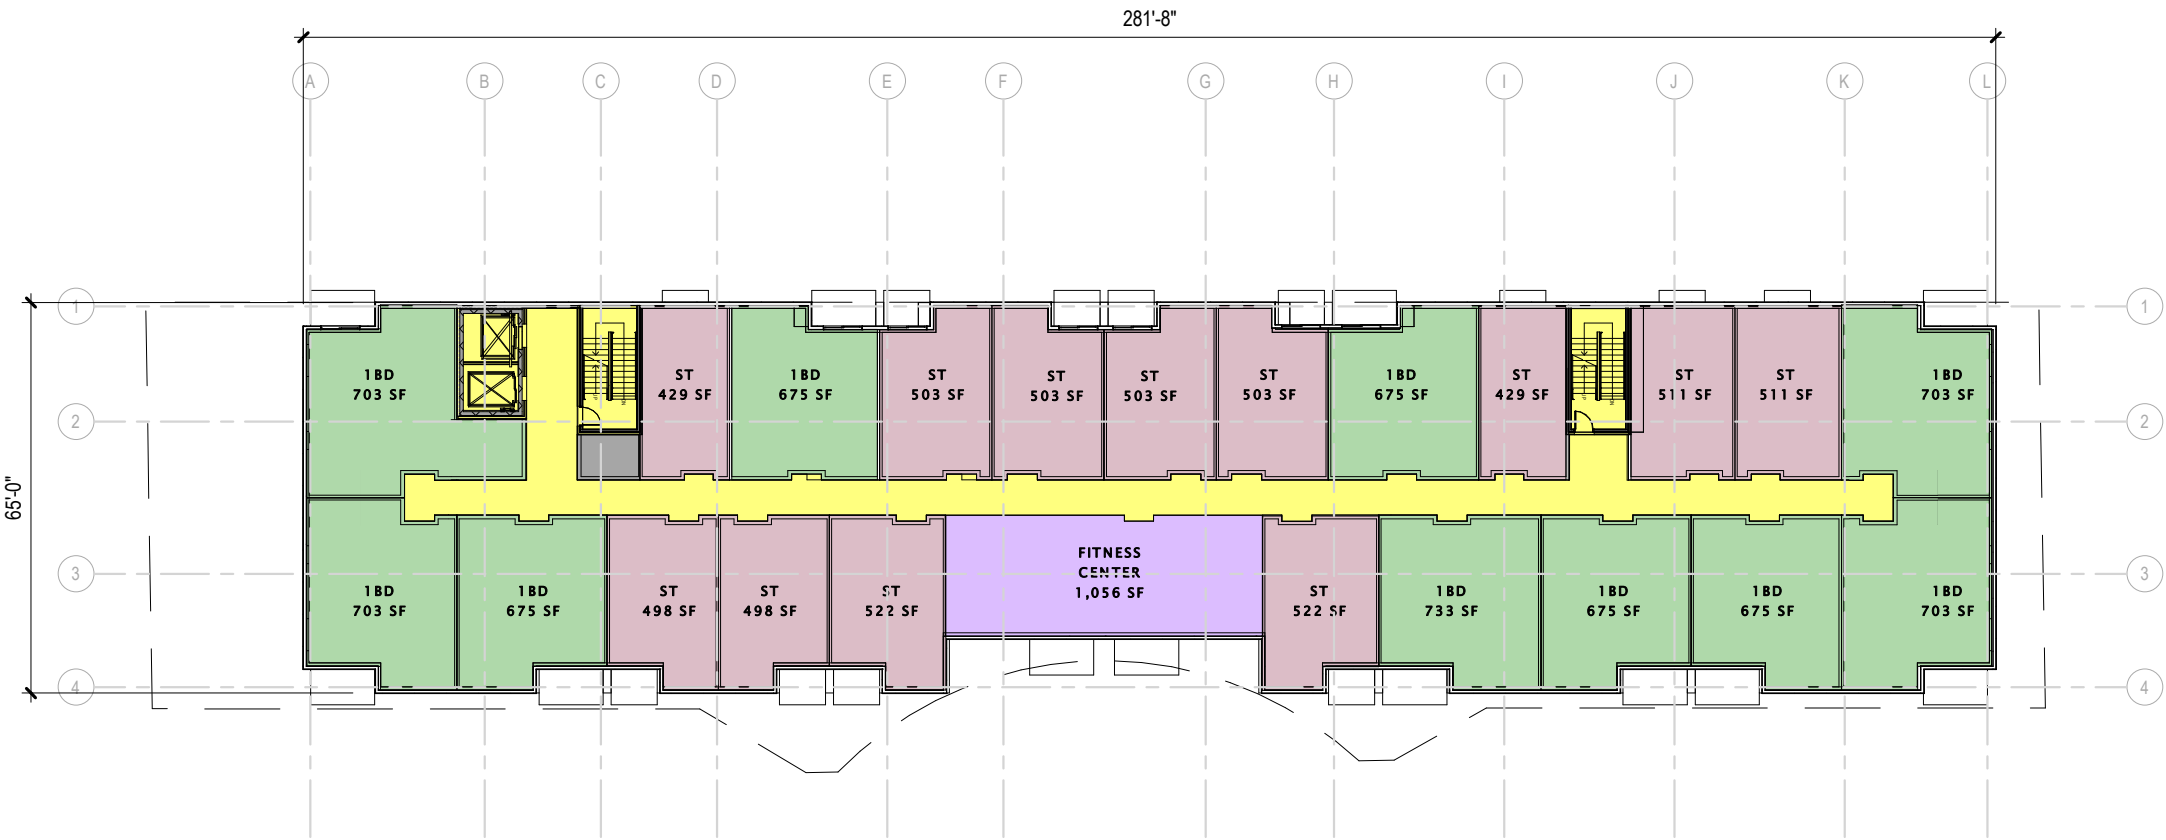 281'-8"
A
B
C
D
E
F
G
H
I
J
K
L
1
1
1BD
703 SF
ST
429 SF
1BD
675 SF
ST
503 SF
ST
503 SF
ST
503 SF
ST
503 SF
1BD
675 SF
ST
429 SF
ST
511 SF
ST
511 SF
1BD
703 SF
2
2
65'-0"
3
3
1BD
703 SF
1BD
675 SF
ST
498 SF
ST
498 SF
ST
522 SF
FITNESS
CENTER
1,056 SF
ST
522 SF
1BD
733 SF
1BD
675 SF
1BD
675 SF
1BD
703 SF
4
4